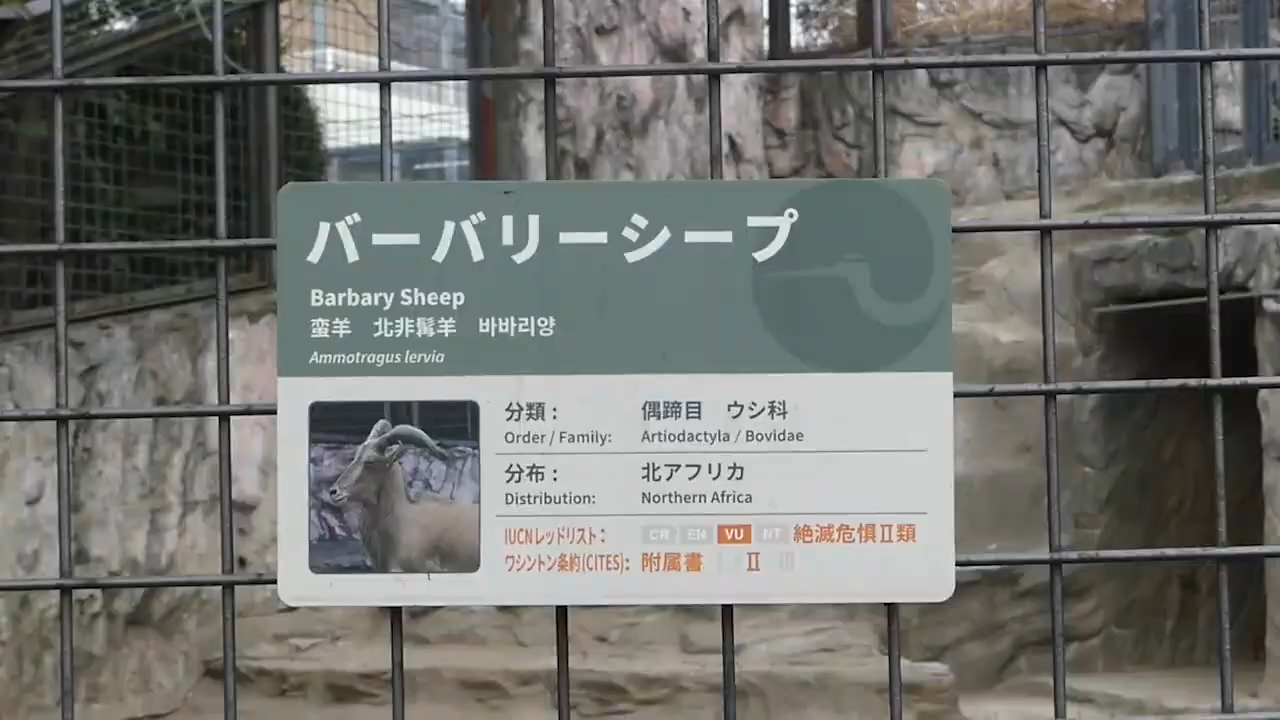 バーバリーシープ
Barbary Sheep
蛮羊 北非髯羊 바바리양
Ammotragus lervia
分類： 偶蹄目 ウシ科
Order / Family: Artiodactyla / Bovidae
分布： 北アフリカ
Distribution: Northern Africa
IUCNレッドリスト： CR EN VU NT 絶滅危惧Ⅱ類
ワシントン条約(CITES)： 附属書 Ⅰ Ⅱ Ⅲ